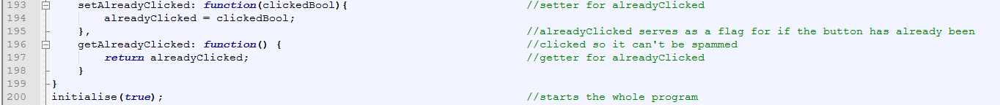 193 setAlreadyClicked: function(clickedBool){ //setter for alreadyClicked
194 alreadyClicked = clickedBool;
195 }, //alreadyClicked serves as a flag for if the button has already been
196 getAlreadyClicked: function() { //clicked so it can't be spammed
197 return alreadyClicked; //getter for alreadyClicked
198 }
199 }
200 initialise(true); //starts the whole program